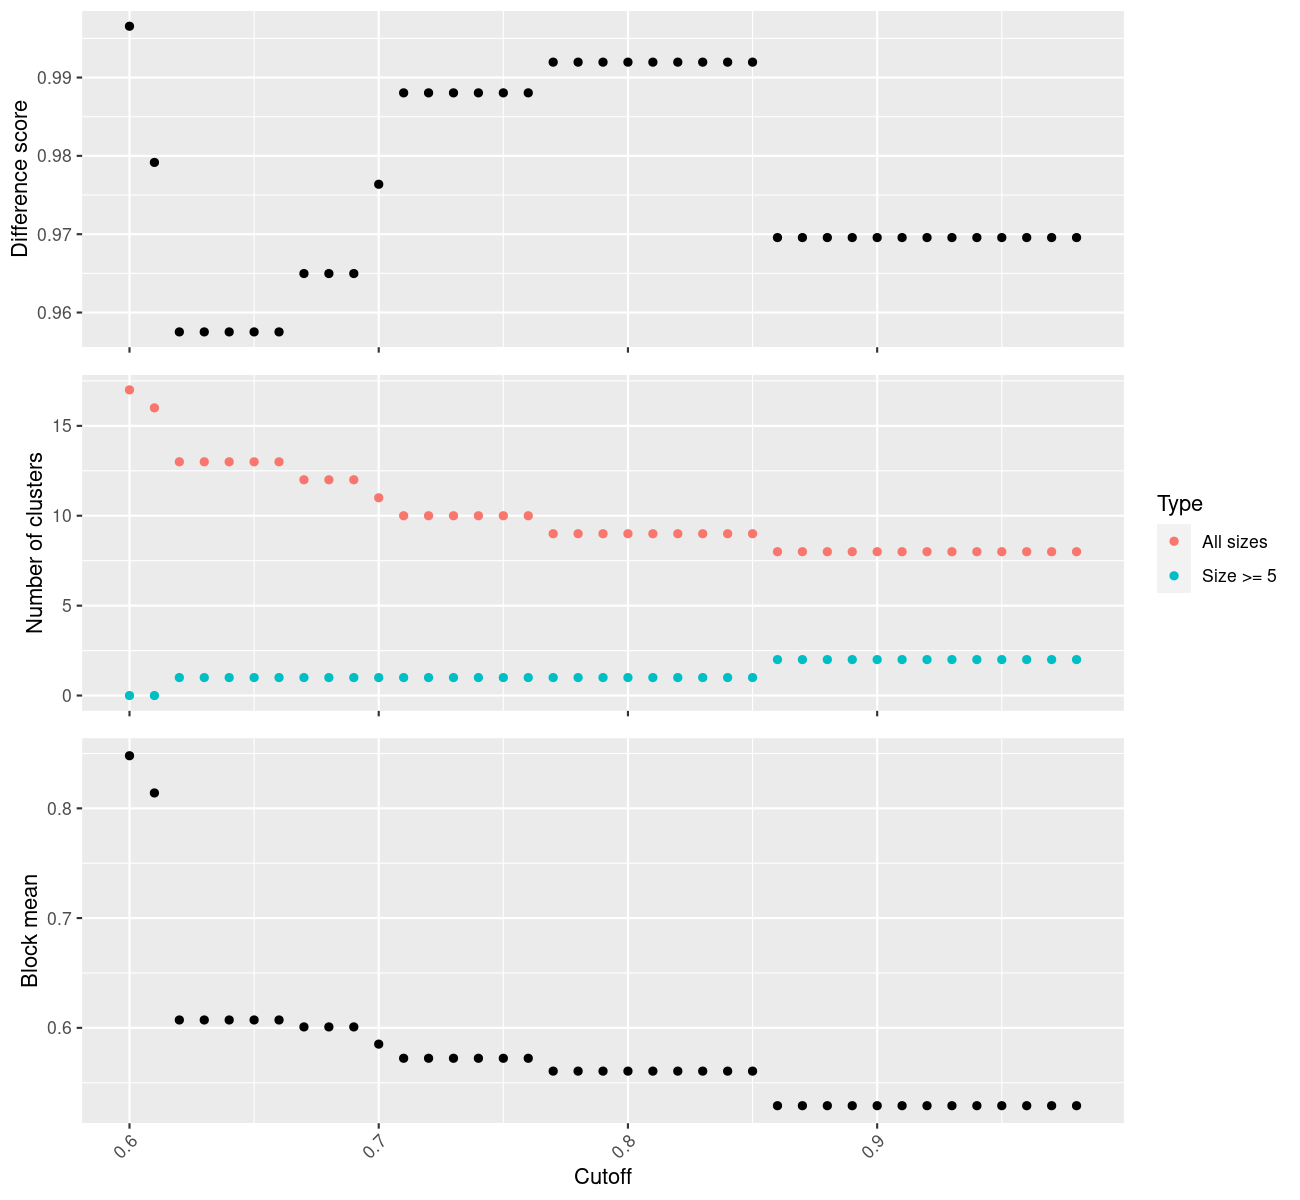 Difference score
0.99
0.98
0.97
0.96
Number of clusters
15
10
5
0
Type
All sizes
Size >= 5
Block mean
0.8
0.7
0.6
0.6
0.7
0.8
0.9
Cutoff